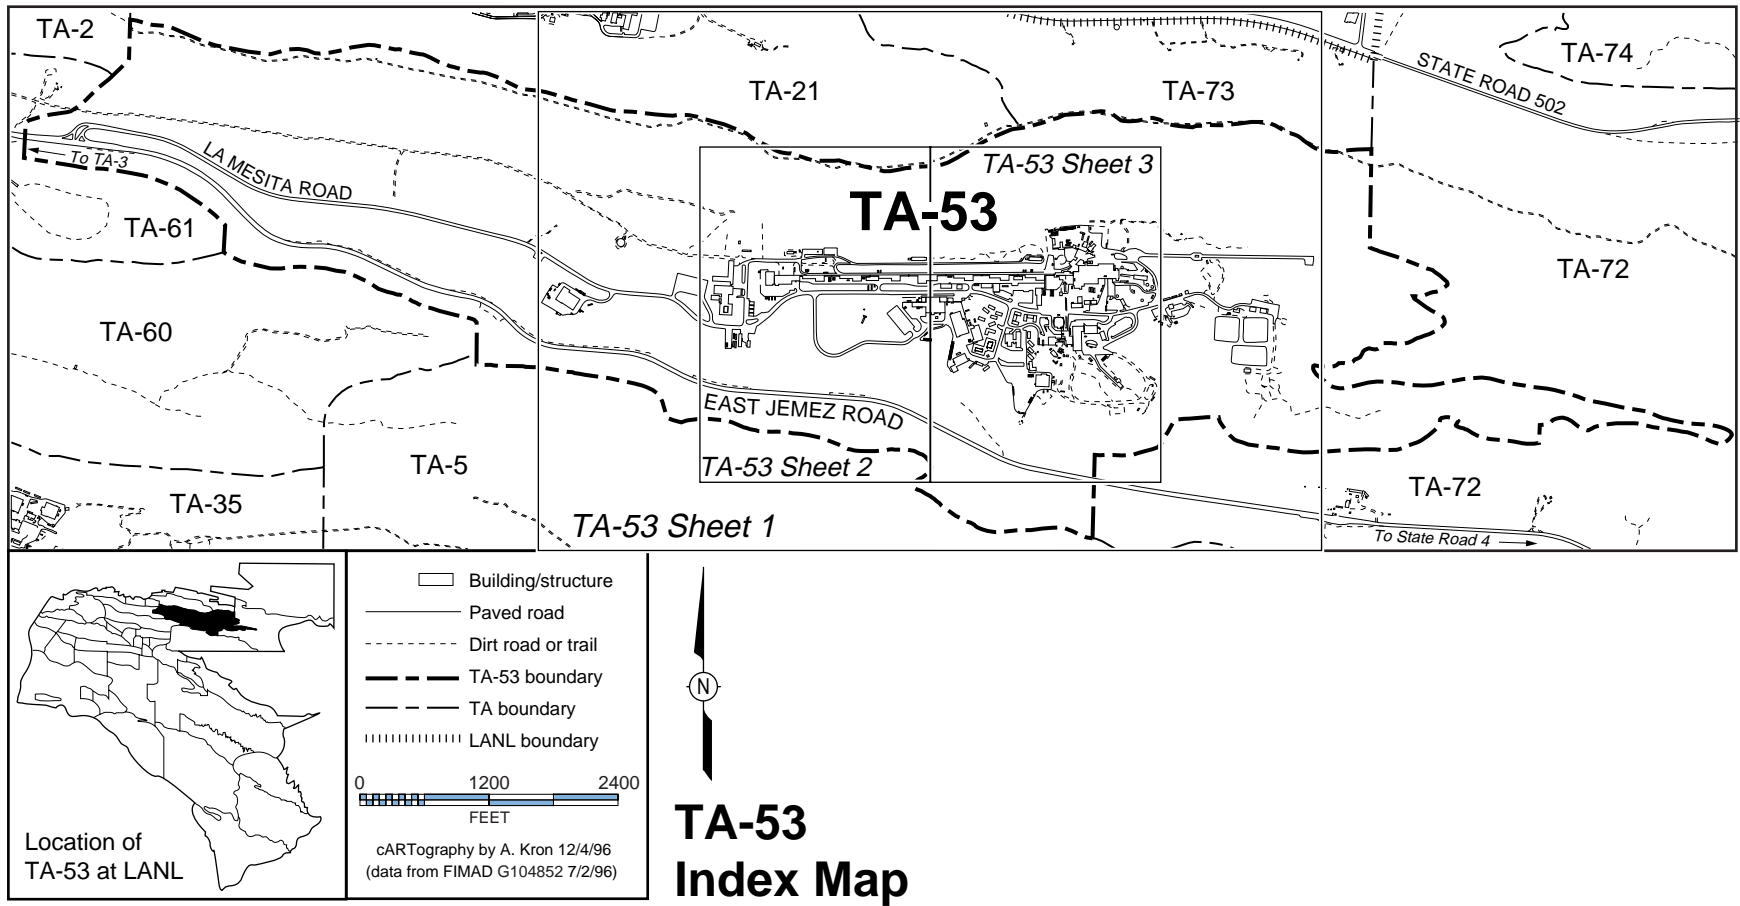 TA-2
TA-74
STATE ROAD 502
TA-21
TA-73
To TA-3
LA MESITA ROAD
TA-53 Sheet 3
TA-53
TA-61
TA-72
TA-60
EAST JEMEZ ROAD
TA-5
TA-53 Sheet 2
TA-72
TA-35
TA-53 Sheet 1
To State Road 4
Building/structure
Paved road
Dirt road or trail
TA-53 boundary
TA boundary
LANL boundary
0 1200 2400
FEET
cARTography by A. Kron 12/4/96
(data from FIMAD G104852 7/2/96)
Location of
TA-53 at LANL
N
TA-53
Index Map